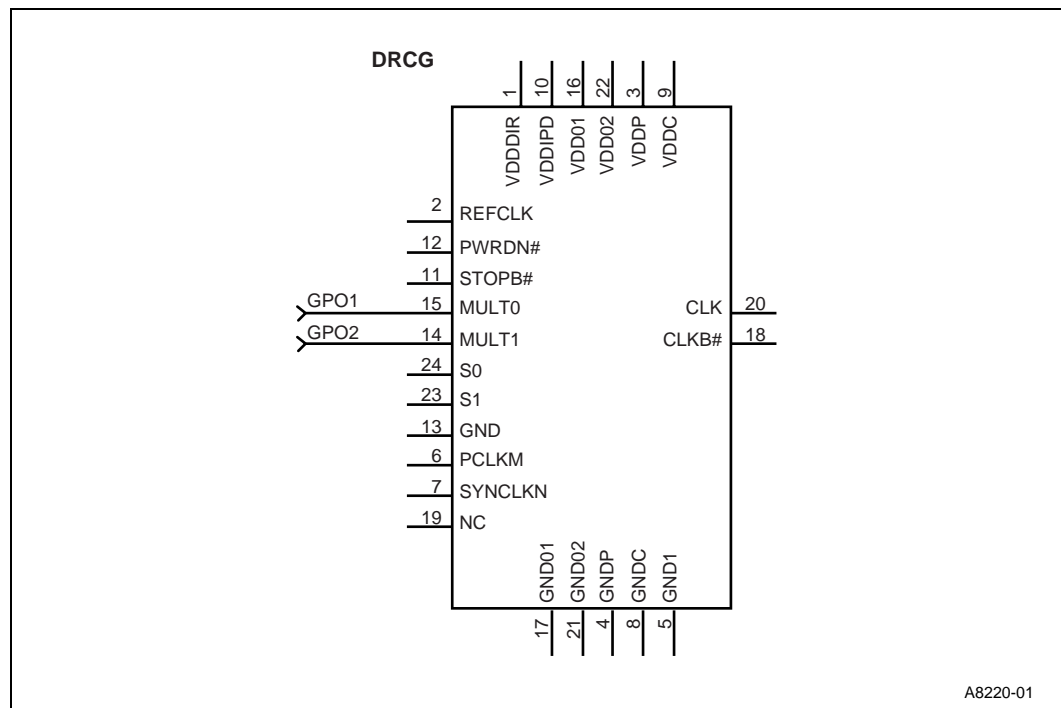 DRCG
1 10 16 22 3 9
VDDDIR VDDIPD VDD01 VDD02 VDDP VDDC
2 REFCLK
12 PWRDN#
11 STOPB#
GPO1 15 MULT0 CLK 20
GPO2 14 MULT1 CLKB# 18
24 S0
23 S1
13 GND
6 PCLKM
7 SYNCLKN
19 NC
GND01 GND02 GNDP GNDC GND1
17 21 4 8 5
A8220-01